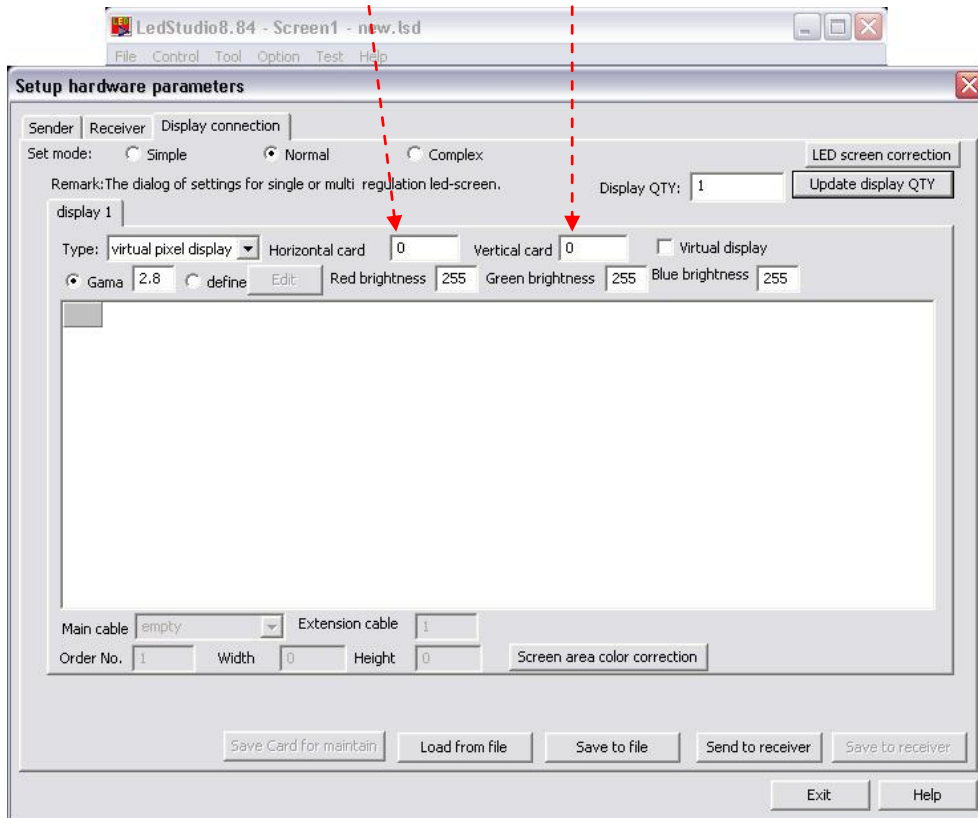 LedStudio8.84 - Screen1 - new.lsd
File Control Tool Option Test Help
Setup hardware parameters
Sender Receiver Display connection
Set mode: Simple Normal Complex LED screen correction
Remark:The dialog of settings for single or multi regulation led-screen. Display QTY: 1 Update display QTY
display 1
Type: virtual pixel display Horizontal card 0 Vertical card 0 Virtual display
Gama 2.8 define Edit Red brightness 255 Green brightness 255 Blue brightness 255
Main cable empty Extension cable 1
Order No. 1 Width 0 Height 0 Screen area color correction
Save Card for maintain Load from file Save to file Send to receiver Save to receiver
Exit Help